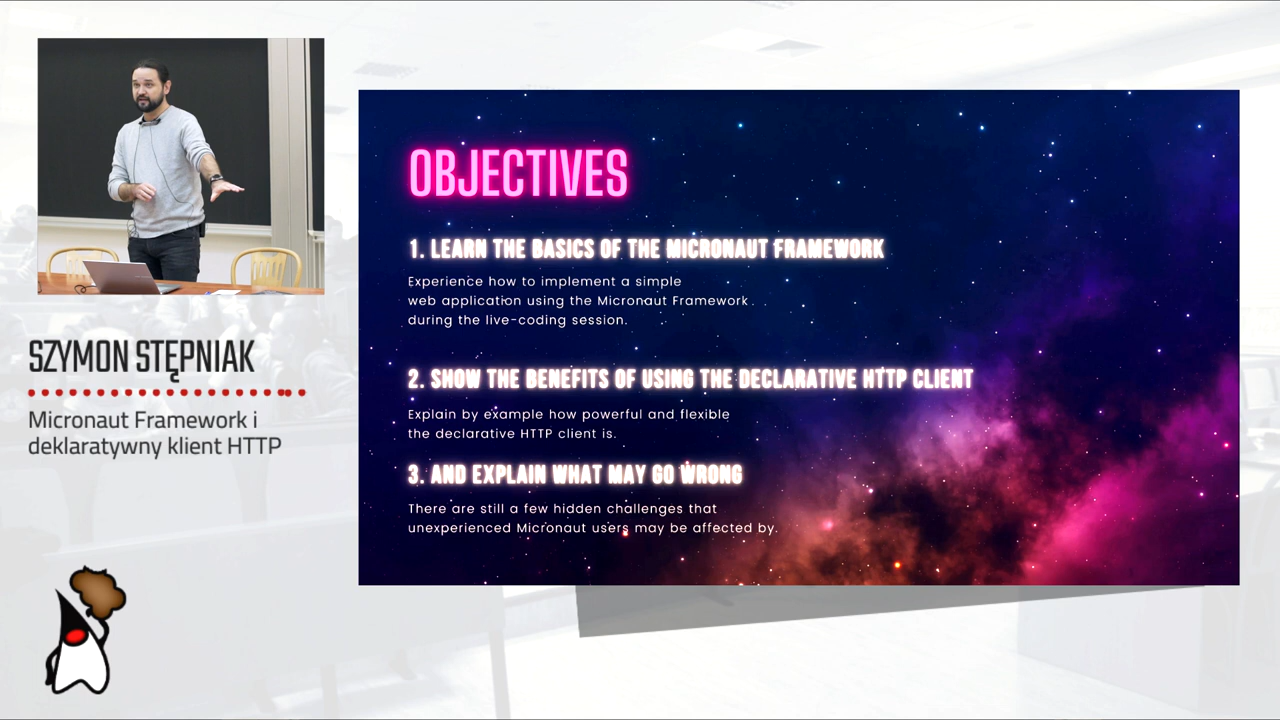 SZYMON STĘPNIAK
Micronaut Framework i
deklaratywny klient HTTP
OBJECTIVES
1. LEARN THE BASICS OF THE MICRONAUT FRAMEWORK
Experience how to implement a simple
web application using the Micronaut Framework
during the live-coding session.
2. SHOW THE BENEFITS OF USING THE DECLARATIVE HTTP CLIENT
Explain by example how powerful and flexible
the declarative HTTP client is.
3. AND EXPLAIN WHAT MAY GO WRONG
There are still a few hidden challenges that
unexperienced Micronaut users may be affected by.